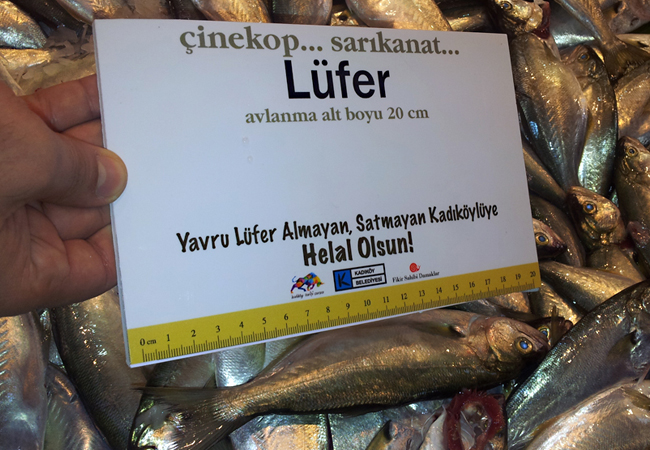 çinekop... sarıkanat...
Lüfer
avlanma alt boyu 20 cm
Yavru Lüfer Almayan, Satmayan Kadıköylüye
Helal Olsun!
K KADIKÖY BELEDİYESİ
Fikir Sahibi Damaklar
0 cm 1 2 3 4 5 6 7 8 9 10 11 12 13 14 15 16 17 18 19 20